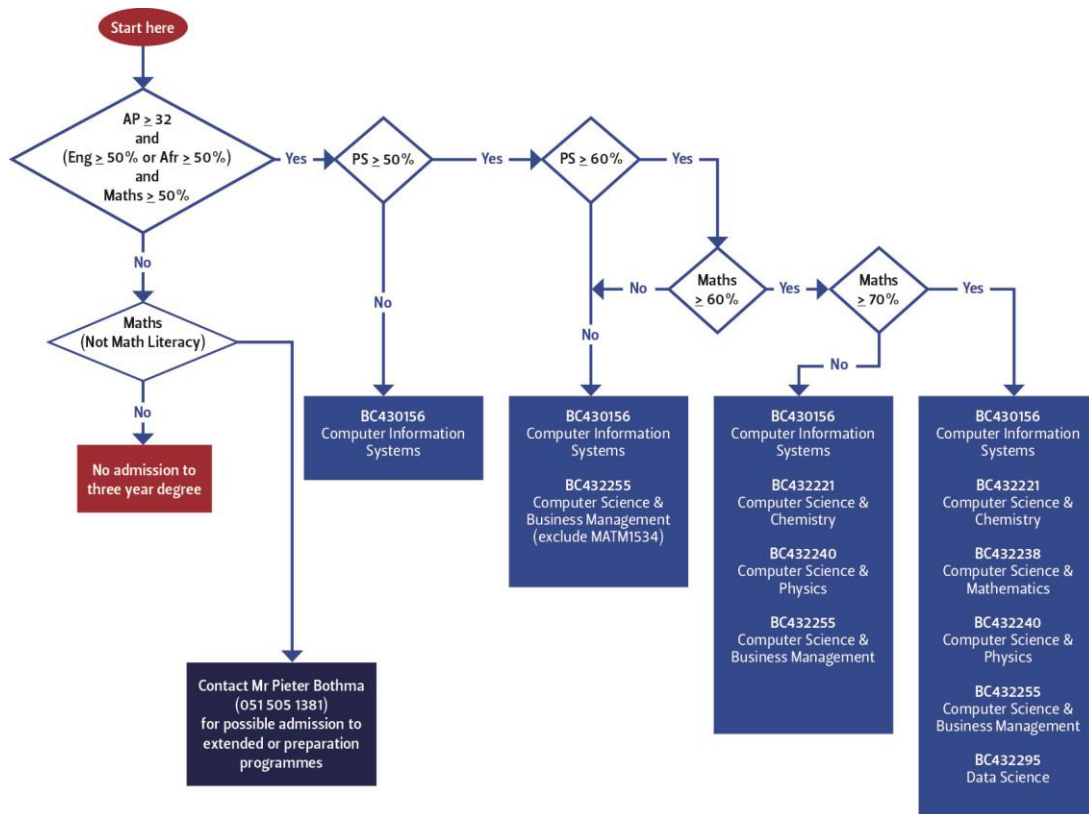 Start here
AP ≥ 32
and
(Eng ≥ 50% or Afr ≥ 50%)
and
Maths ≥ 50%
Yes
PS ≥ 50%
Yes
PS ≥ 60%
Yes
No
Maths
(Not Math Literacy)
No
No
No
Maths
≥ 60%
Yes
Maths
≥ 70%
Yes
No
No
No admission to
three year degree
Contact Mr Pieter Bothma
(051 505 1381)
for possible admission to
extended or preparation
programmes
BC430156
Computer Information
Systems
BC430156
Computer Information
Systems
BC432255
Computer Science &
Business Management
(exclude MATM1534)
BC430156
Computer Information
Systems
BC432221
Computer Science &
Chemistry
BC432240
Computer Science &
Physics
BC432255
Computer Science &
Business Management
BC430156
Computer Information
Systems
BC432221
Computer Science &
Chemistry
BC432238
Computer Science &
Mathematics
BC432240
Computer Science &
Physics
BC432255
Computer Science &
Business Management
BC432295
Data Science